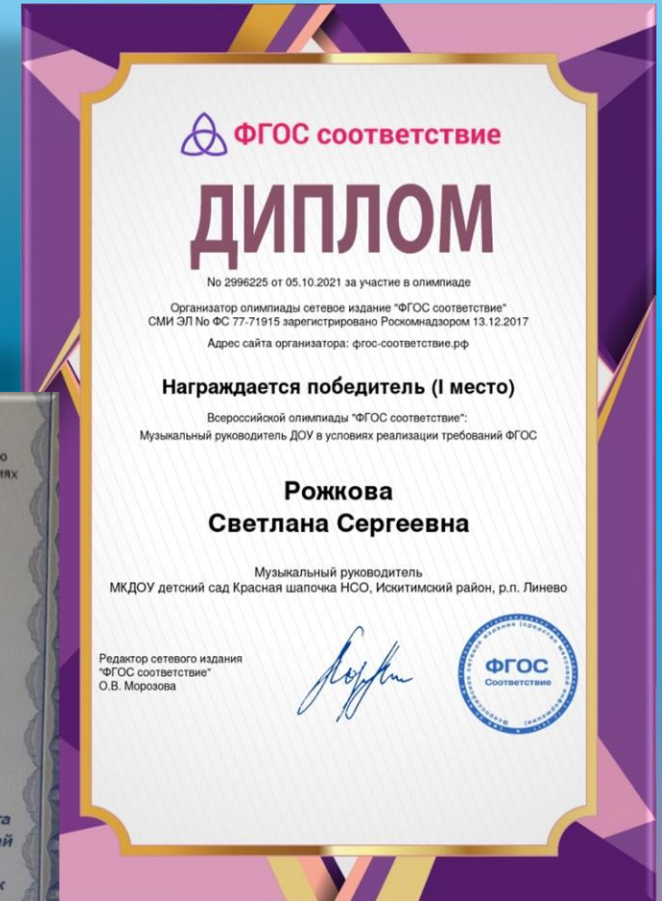 ФГОС соответствие
ДИПЛОМ
No 2996225 от 05.10.2021 за участие в олимпиаде
Организатор олимпиады сетевое издание "ФГОС соответствие"
СМИ ЭЛ No ФС 77-71915 зарегистрировано Роскомнадзором 13.12.2017
Адрес сайта организатора: фгос-соответствие.рф
Награждается победитель (I место)
Всероссийской олимпиады "ФГОС соответствие":
Музыкальный руководитель ДОУ в условиях реализации требований ФГОС
Рожкова
Светлана Сергеевна
Музыкальный руководитель
МКДОУ детский сад Красная шапочка НСО, Искитимский район, р.п. Линево
Редактор сетевого издания
"ФГОС соответствие"
О.В. Морозова
ФГОС
Соответствие